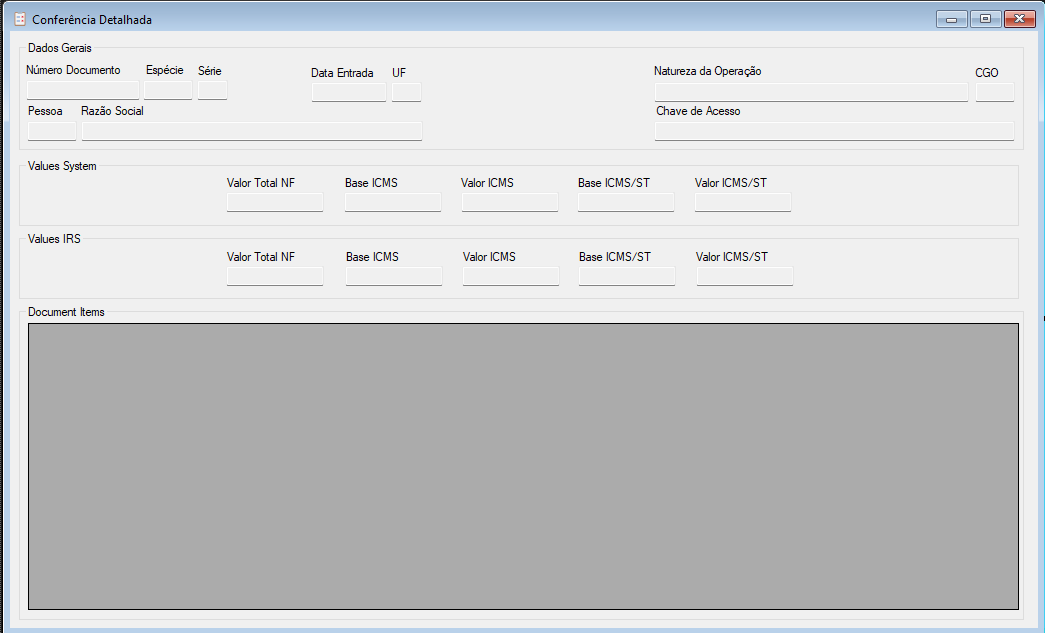 Conferência Detalhada
Dados Gerais
Número Documento Espécie Série Data Entrada UF Natureza da Operação CGO
Pessoa Razão Social Chave de Acesso
Values System
Valor Total NF Base ICMS Valor ICMS Base ICMS/ST Valor ICMS/ST
Values IRS
Valor Total NF Base ICMS Valor ICMS Base ICMS/ST Valor ICMS/ST
Document Items